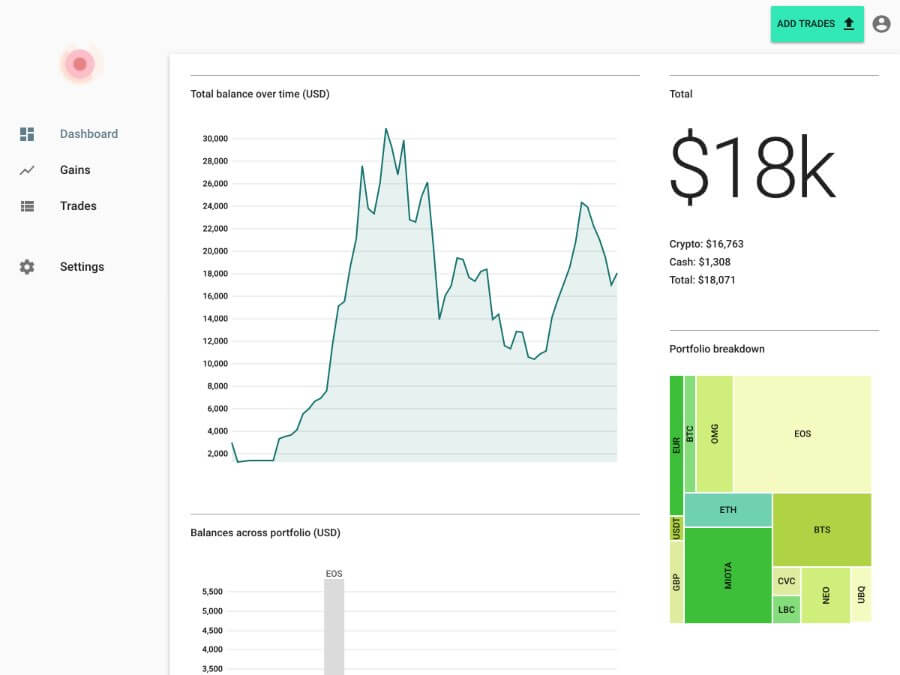 ADD TRADES
Dashboard
Gains
Trades
Settings
Total balance over time (USD)
30,000
28,000
26,000
24,000
22,000
20,000
18,000
16,000
14,000
12,000
10,000
8,000
6,000
4,000
2,000
Total
$18k
Crypto: $16,763
Cash: $1,308
Total: $18,071
Portfolio breakdown
EUR
BTC
OMG
EOS
ETH
BTS
USDT
GBP
MIOTA
CVC
LBC
NEO
UBQ
Balances across portfolio (USD)
EOS
5,500
5,000
4,500
4,000
3,500